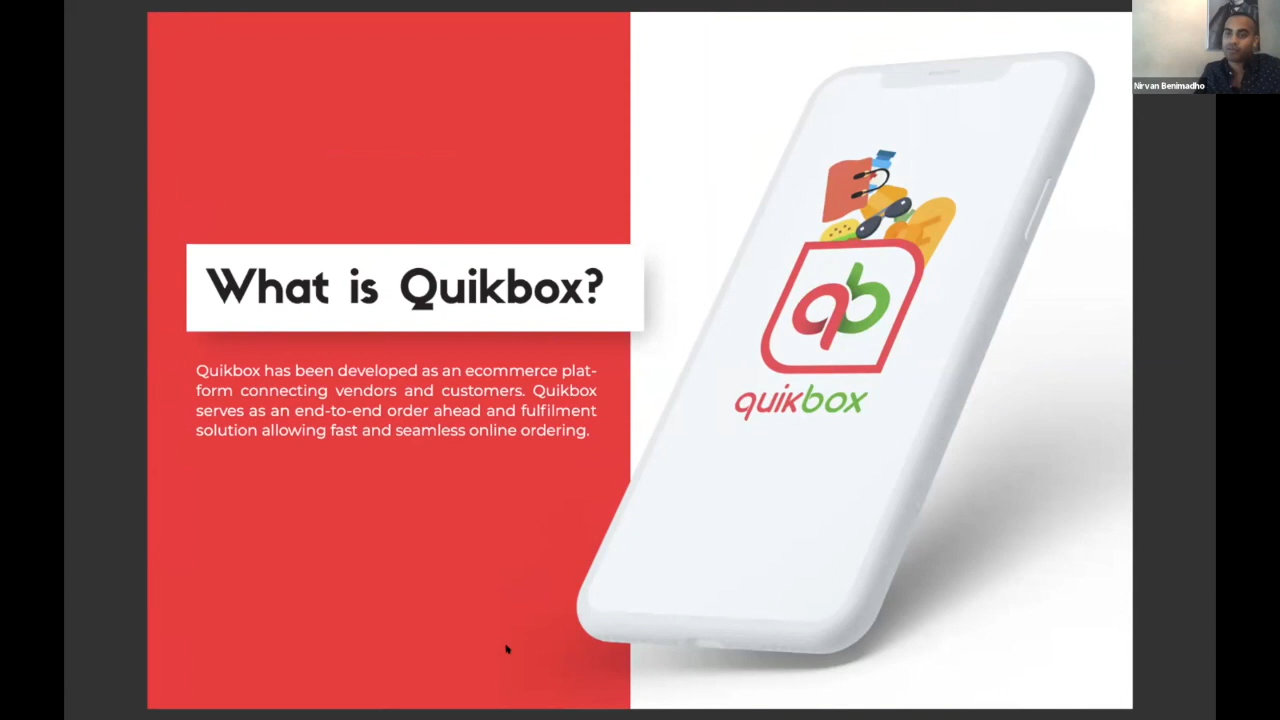 Nirvan Benimadho
What is Quikbox?
Quikbox has been developed as an ecommerce plat-
form connecting vendors and customers. Quikbox
serves as an end-to-end order ahead and fulfilment
solution allowing fast and seamless online ordering.
qb
quikbox